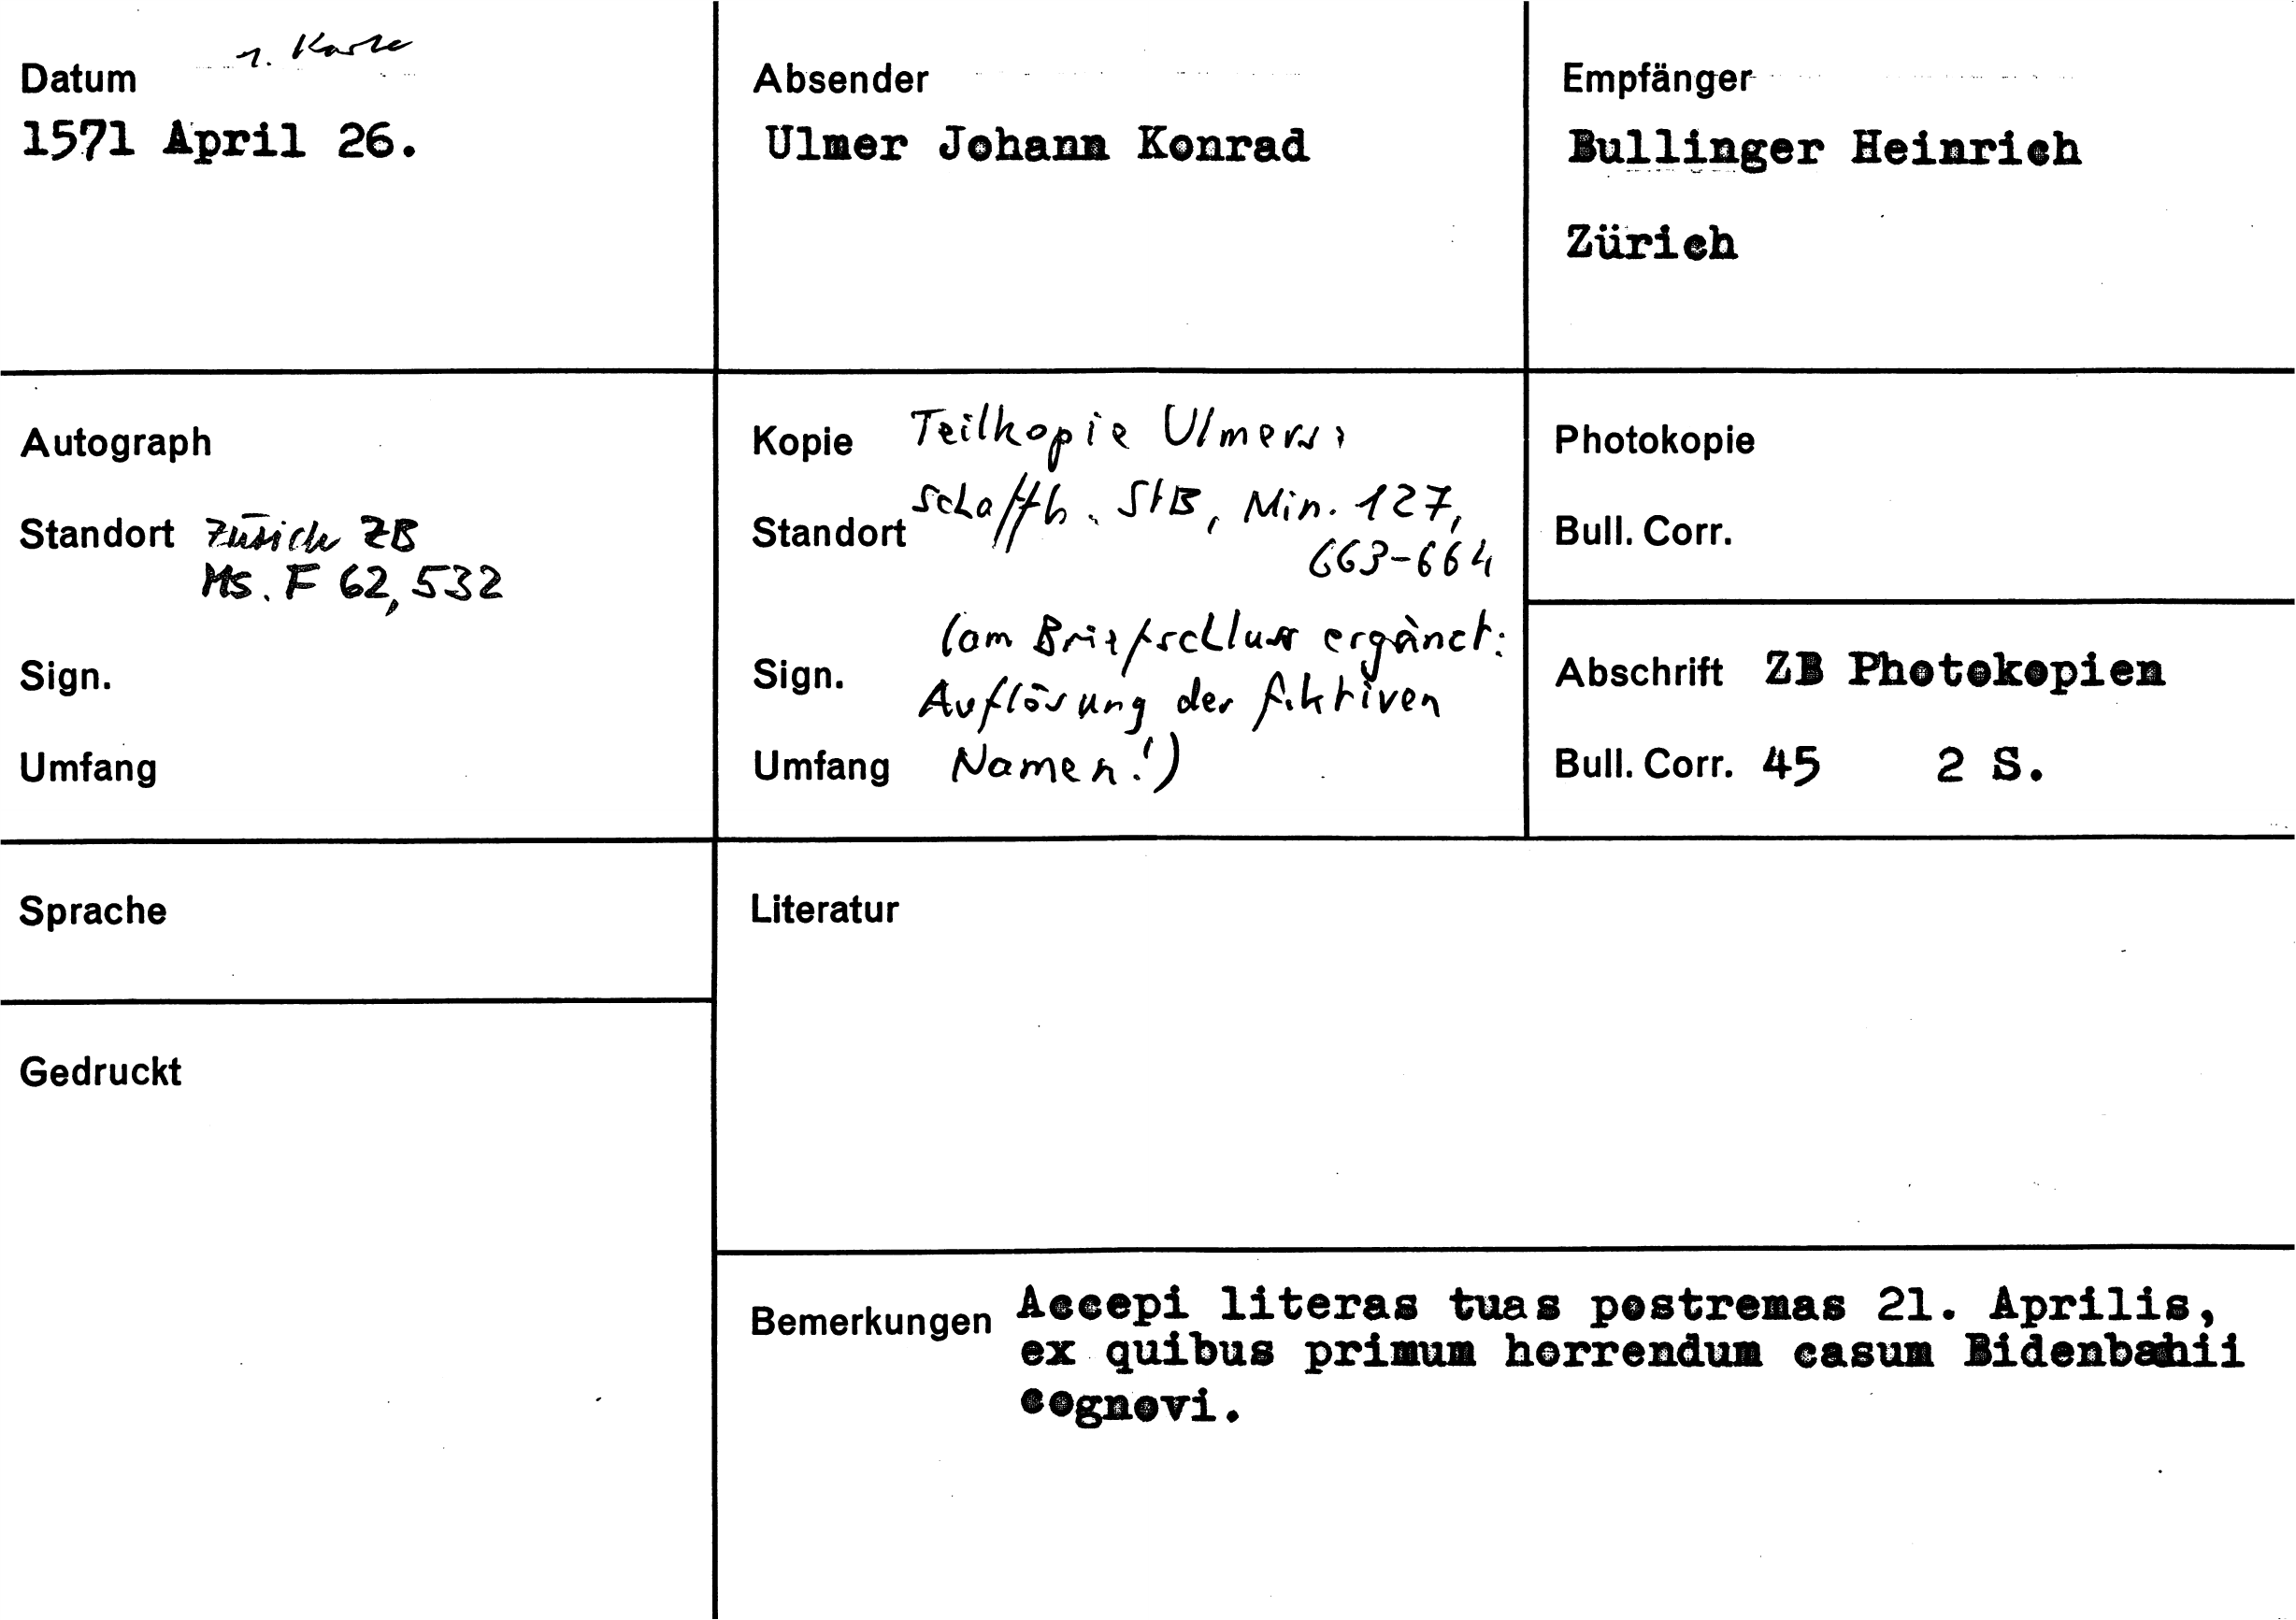 1. Karte
Datum
1571 April 26.
Absender
Ulmer Johann Konrad
Empfänger
Bullinger Heinrich
Zürich
Autograph
Standort Zürich ZB
Ms. F 62, 532
Sign.
Umfang
Kopie Teilkopie Ulmers:
Standort Schaffh. StB, Min. 127,
663-664
Sign. (am Briefschluss ergänzt:
Auflösung der fiktiven
Umfang Namen!)
Photokopie
Bull. Corr.
Abschrift ZB Photokopien
Bull. Corr. 45 2 S.
Sprache
Literatur
Gedruckt
Bemerkungen Accepi literas tuas postremas 21. Aprilis,
ex quibus primum horrendum casum Bidenbahii
cognovi.